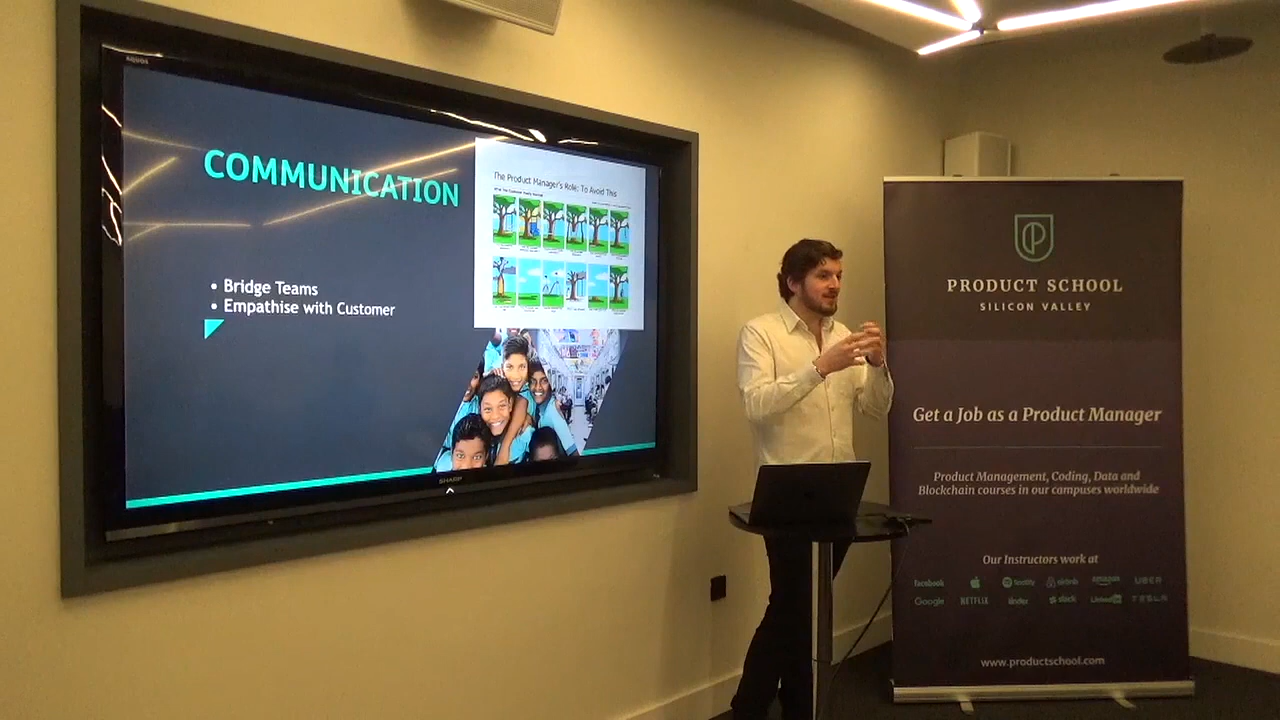 COMMUNICATION
• Bridge Teams
• Empathise with Customer
The Product Manager's Role: To Avoid This
SHARP
PRODUCT SCHOOL
SILICON VALLEY
Get a Job as a Product Manager
Product Management, Coding, Data and
Blockchain courses in our campuses worldwide
Our Instructors work at
facebook Spotify airbnb amazon UBER
Google NETFLIX tinder slack LinkedIn TESLA
www.productschool.com